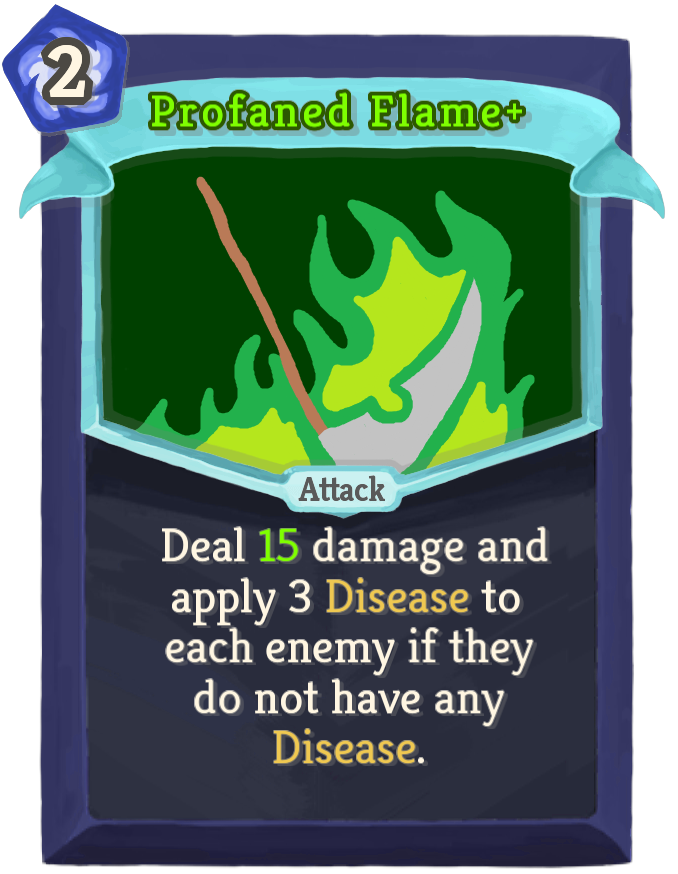 2
Profaned Flame+
Attack
Deal 15 damage and
apply 3 Disease to
each enemy if they
do not have any
Disease.